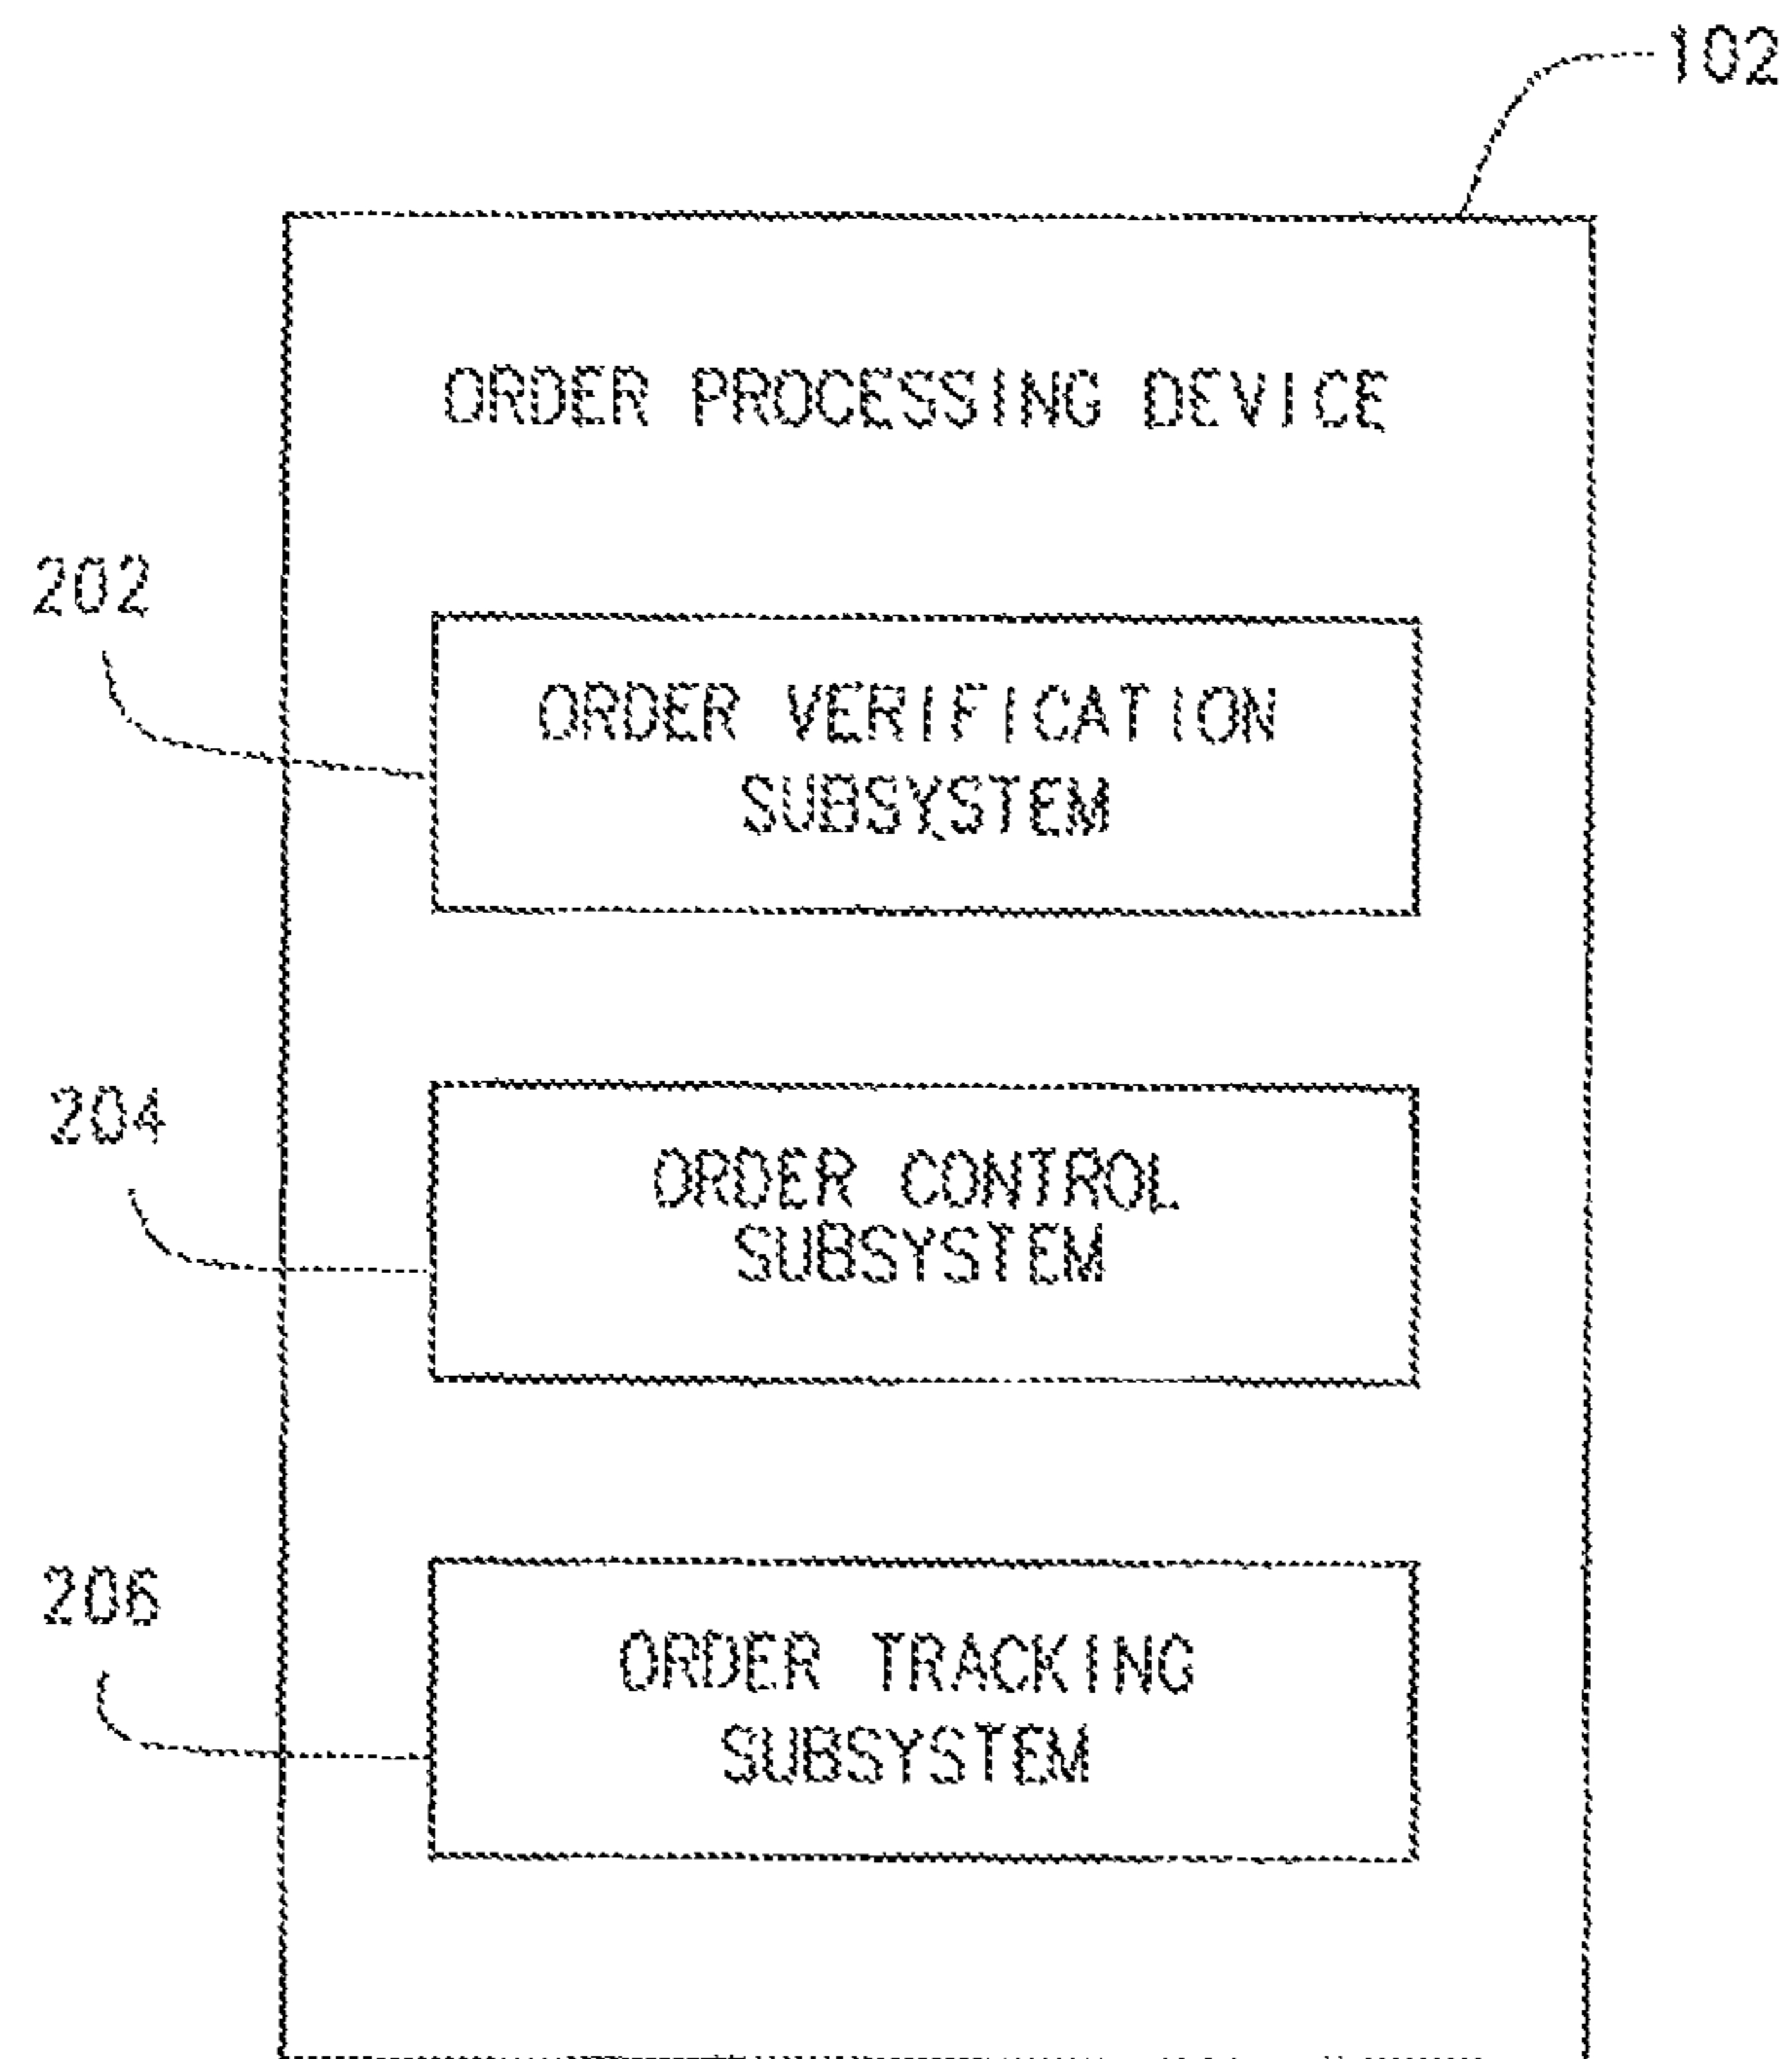 102
ORDER PROCESSING DEVICE
202
ORDER VERIFICATION
SUBSYSTEM
204
ORDER CONTROL
SUBSYSTEM
206
ORDER TRACKING
SUBSYSTEM